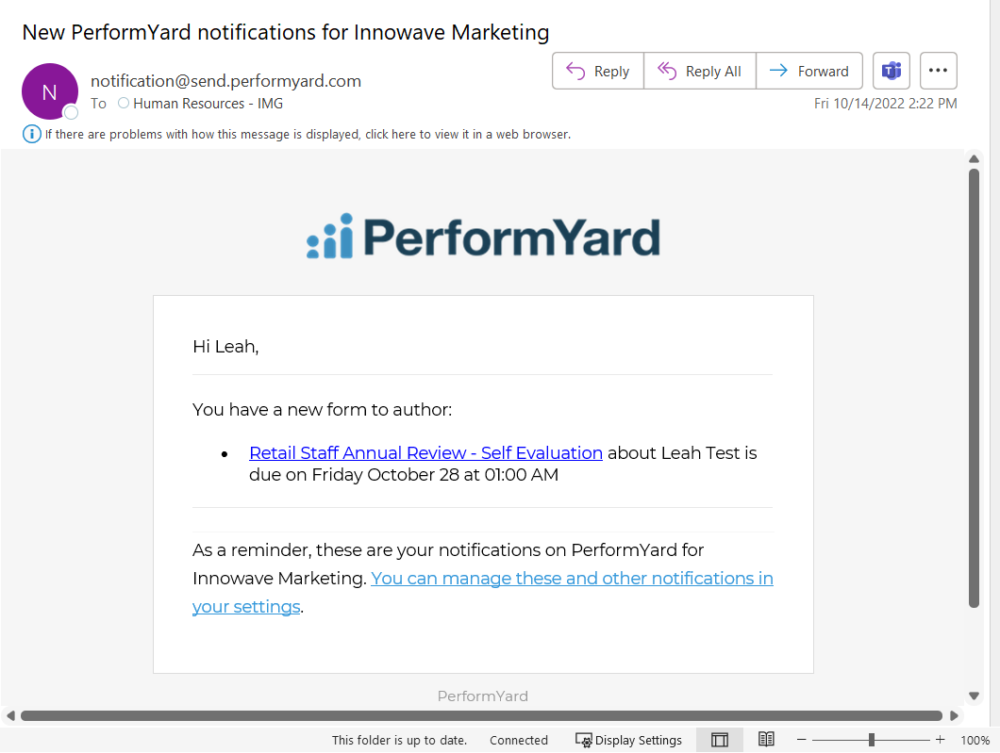 New PerformYard notifications for Innowave Marketing
N
notification@send.performyard.com
To Human Resources - IMG
Reply
Reply All
Forward
Fri 10/14/2022 2:22 PM
If there are problems with how this message is displayed, click here to view it in a web browser.
PerformYard
Hi Leah,
You have a new form to author:
• Retail Staff Annual Review - Self Evaluation about Leah Test is
due on Friday October 28 at 01:00 AM
As a reminder, these are your notifications on PerformYard for
Innowave Marketing. You can manage these and other notifications in
your settings.
PerformYard
This folder is up to date. Connected Display Settings 100%